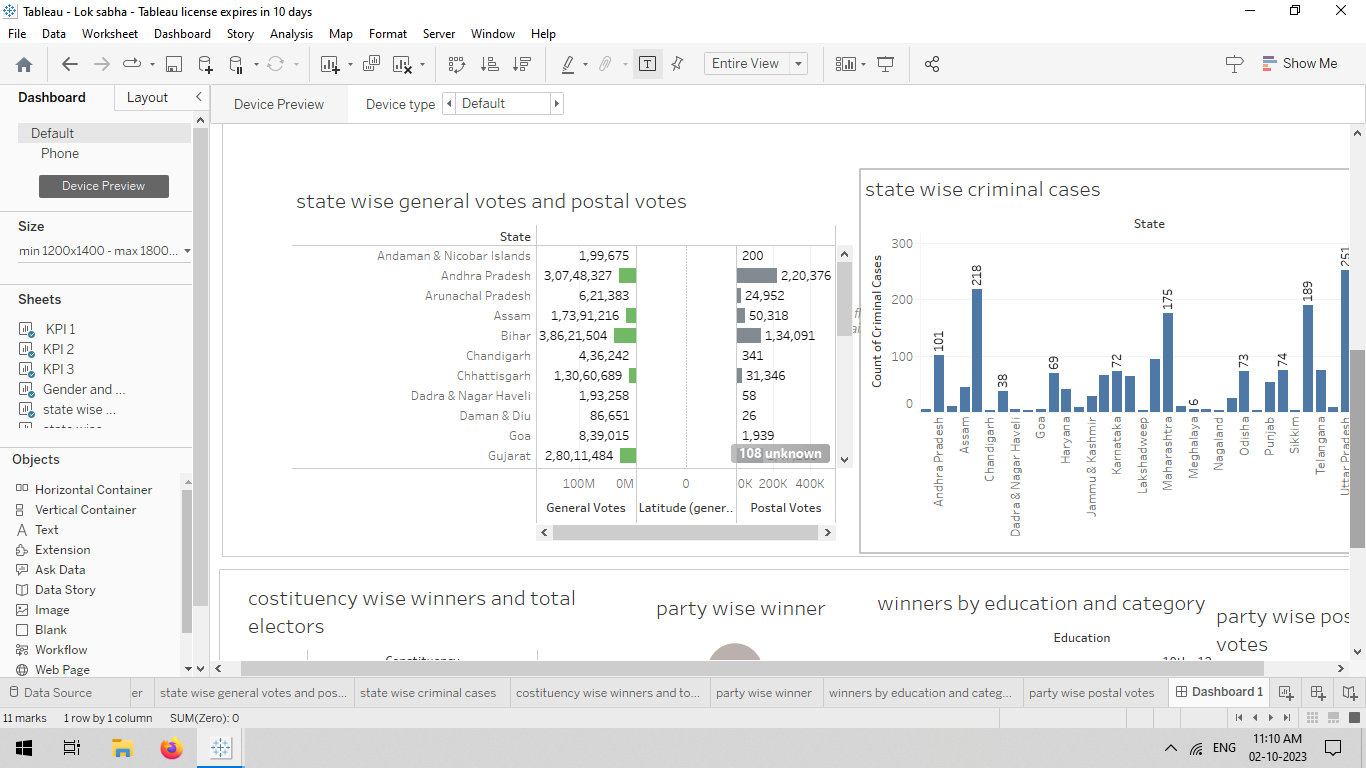 Tableau - Lok sabha - Tableau license expires in 10 days
File Data Worksheet Dashboard Story Analysis Map Format Server Window Help
Entire View
Show Me
Dashboard Layout
Device Preview
Device type Default
Default
Phone
Device Preview
Size
min 1200x1400 - max 1800...
Sheets
KPI 1
KPI 2
KPI 3
Gender and ...
state wise ...
Objects
Horizontal Container
Vertical Container
Text
Extension
Ask Data
Data Story
Image
Blank
Workflow
Web Page
state wise general votes and postal votes
State
Andaman & Nicobar Islands 1,99,675 200
Andhra Pradesh 3,07,48,327 2,20,376
Arunachal Pradesh 6,21,383 24,952
Assam 1,73,91,216 50,318
Bihar 3,86,21,504 1,34,091
Chandigarh 4,36,242 341
Chhattisgarh 1,30,60,689 31,346
Dadra & Nagar Haveli 1,93,258 58
Daman & Diu 86,651 26
Goa 8,39,015 1,939
Gujarat 2,80,11,484
108 unknown
100M 0M 0 0K 200K 400K
General Votes Latitude (gener.. Postal Votes
state wise criminal cases
State
Count of Criminal Cases
300
200
100
0
101 218 38 69 72 175 6 73 74 189 251
Andhra Pradesh
Assam
Chandigarh
Dadra & Nagar Haveli
Goa
Haryana
Jammu & Kashmir
Karnataka
Lakshadweep
Maharashtra
Meghalaya
Nagaland
Odisha
Punjab
Sikkim
Telangana
Uttar Pradesh
costituency wise winners and total
electors
party wise winner
winners by education and category
Education
party wise pos
votes
Data Source er state wise general votes and pos... state wise criminal cases costituency wise winners and to... party wise winner winners by education and categ... party wise postal votes Dashboard 1
11 marks 1 row by 1 column SUM(Zero): 0
ENG
11:10 AM
02-10-2023